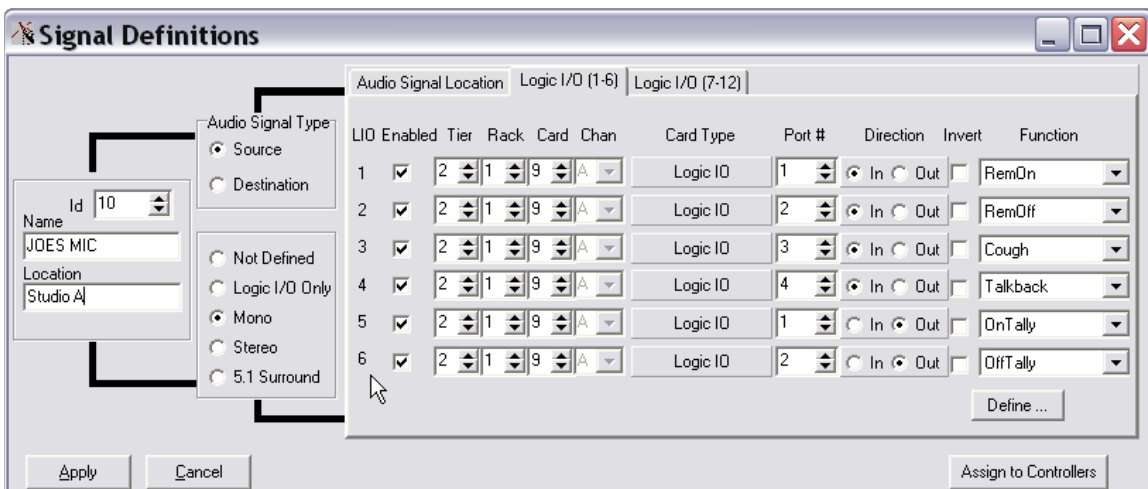 Signal Definitions
Audio Signal Location Logic I/O (1-6) Logic I/O (7-12)
Audio Signal Type
Source
Destination
Id 10
Name
JOES MIC
Location
Studio A
Not Defined
Logic I/O Only
Mono
Stereo
5.1 Surround
LIO Enabled Tier Rack Card Chan Card Type Port # Direction Invert Function
1 2 1 9 A Logic IO 1 In Out RemOn
2 2 1 9 A Logic IO 2 In Out RemOff
3 2 1 9 A Logic IO 3 In Out Cough
4 2 1 9 A Logic IO 4 In Out Talkback
5 2 1 9 A Logic IO 1 In Out OnTally
6 2 1 9 A Logic IO 2 In Out OffTally
Define ...
Apply Cancel Assign to Controllers